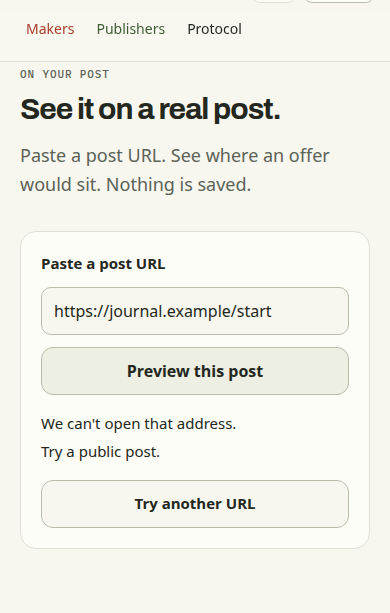 Makers Publishers Protocol
ON YOUR POST
See it on a real post.
Paste a post URL. See where an offer
would sit. Nothing is saved.
Paste a post URL
https://journal.example/start
Preview this post
We can't open that address.
Try a public post.
Try another URL